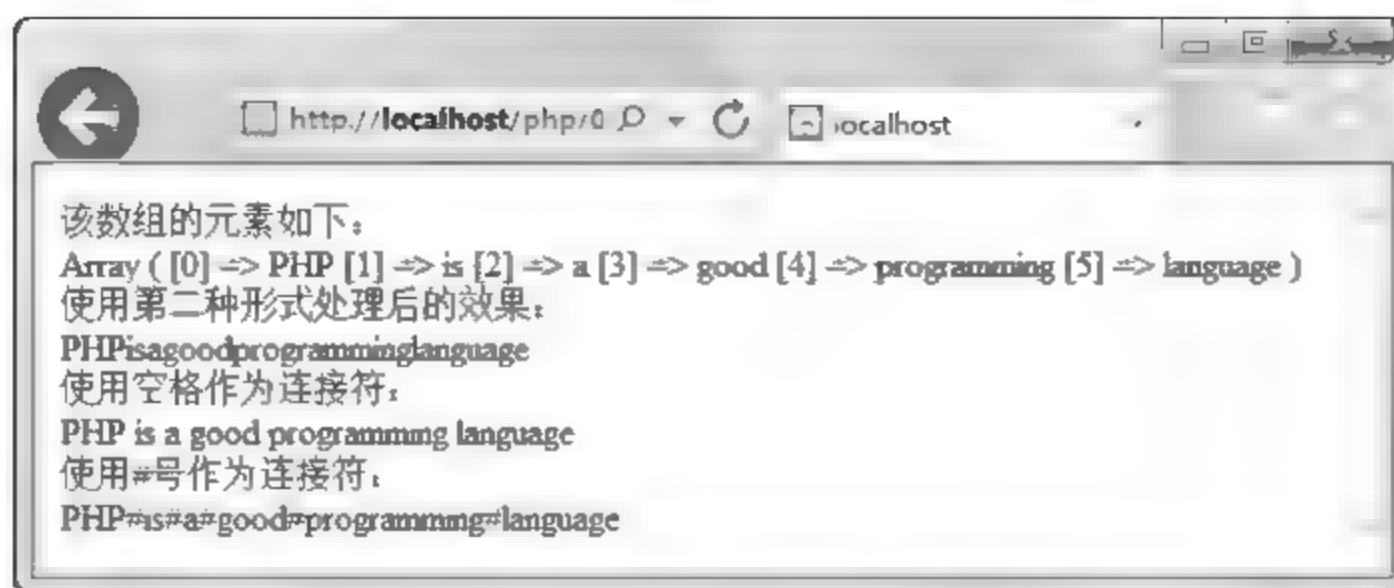 http://localhost/php/0
localhost
该数组的元素如下:
Array ( [0] => PHP [1] => is [2] => a [3] => good [4] => programming [5] => language )
使用第二种形式处理后的效果:
PHPisagoodprogramminglanguage
使用空格作为连接符:
PHP is a good programming language
使用#号作为连接符:
PHP#is#a#good#programming#language